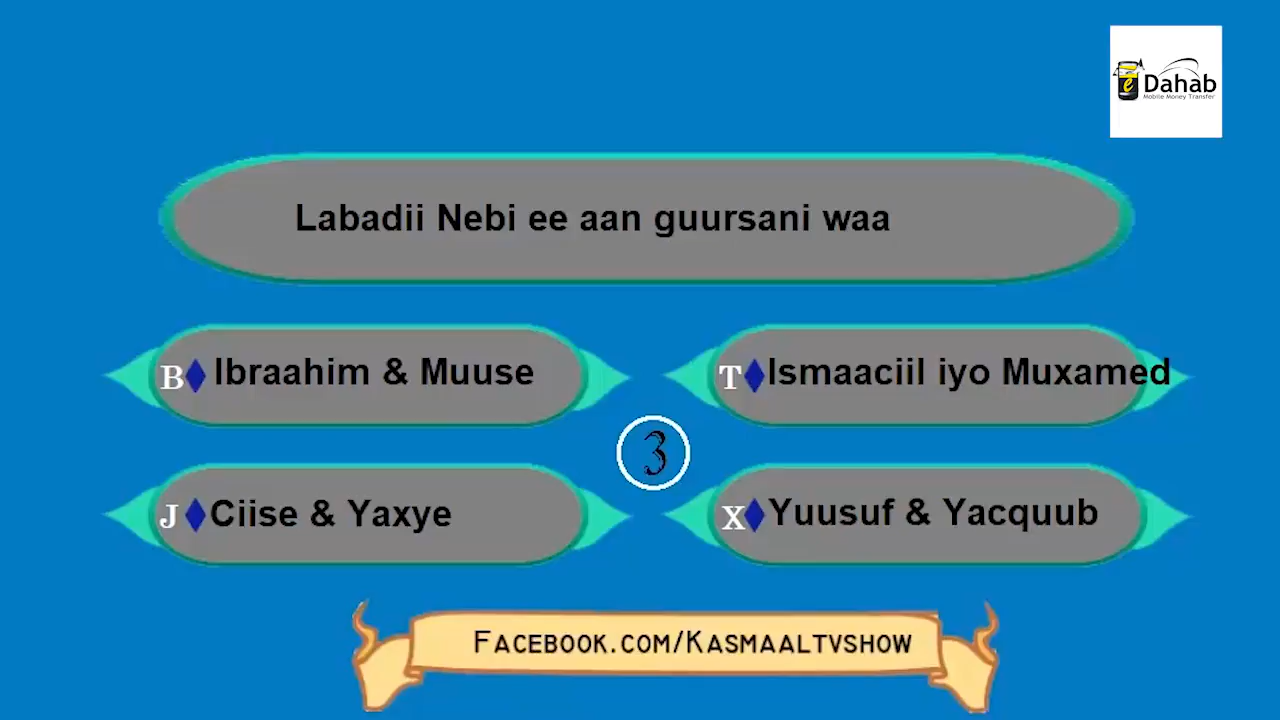 eDahab
Mobile Money Transfer
Labadii Nebi ee aan guursani waa
B Ibraahim & Muuse
T Ismaaciil iyo Muxamed
3
J Ciise & Yaxye
X Yuusuf & Yacquub
Facebook.com/Kasmaaltvshow